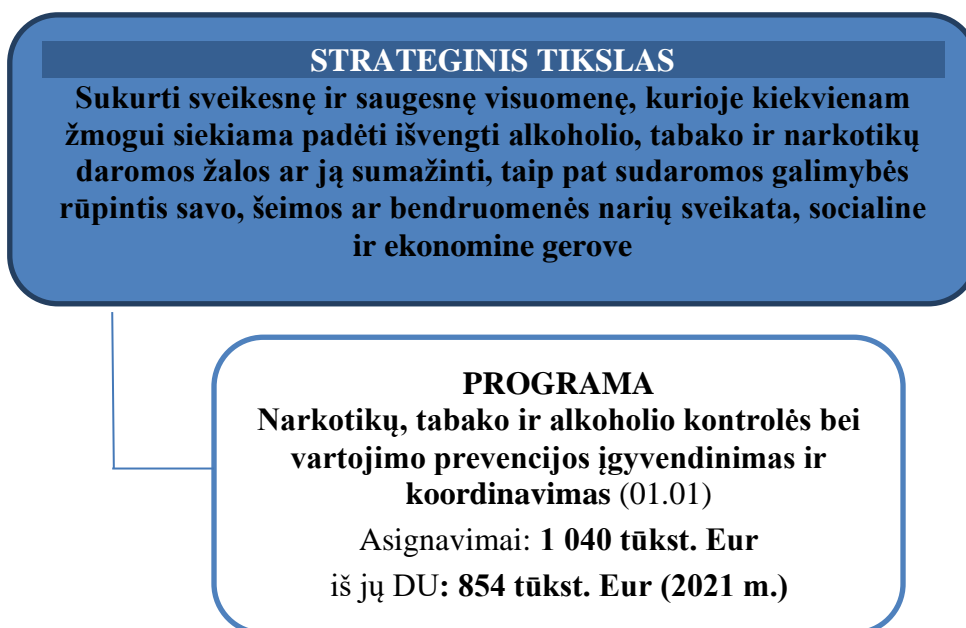 STRATEGINIS TIKSLAS
Sukurti sveikesnę ir saugesnę visuomenę, kurioje kiekvienam
žmogui siekiama padėti išvengti alkoholio, tabako ir narkotikų
daromos žalos ar ją sumažinti, taip pat sudaromos galimybės
rūpintis savo, šeimos ar bendruomenės narių sveikata, socialine
ir ekonomine gerove
PROGRAMA
Narkotikų, tabako ir alkoholio kontrolės bei
vartojimo prevencijos įgyvendinimas ir
koordinavimas (01.01)
Asignavimai: 1 040 tūkst. Eur
iš jų DU: 854 tūkst. Eur (2021 m.)